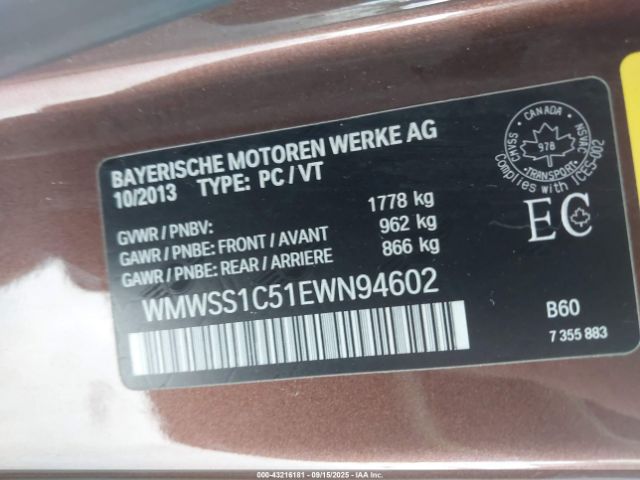 BAYERISCHE MOTOREN WERKE AG
10/2013 TYPE: PC / VT
GVWR / PNBV: 1778 kg
GAWR / PNBE: FRONT / AVANT 962 kg
GAWR / PNBE: REAR / ARRIERE 866 kg
WMWSS1C51EWN94602
CANADA
CMVSS NSVAC
978
TRANSPORT
Complies with ICES-002
EC
B60
7 355 883
000-43216181 - 09/15/2025 - IAA Inc.